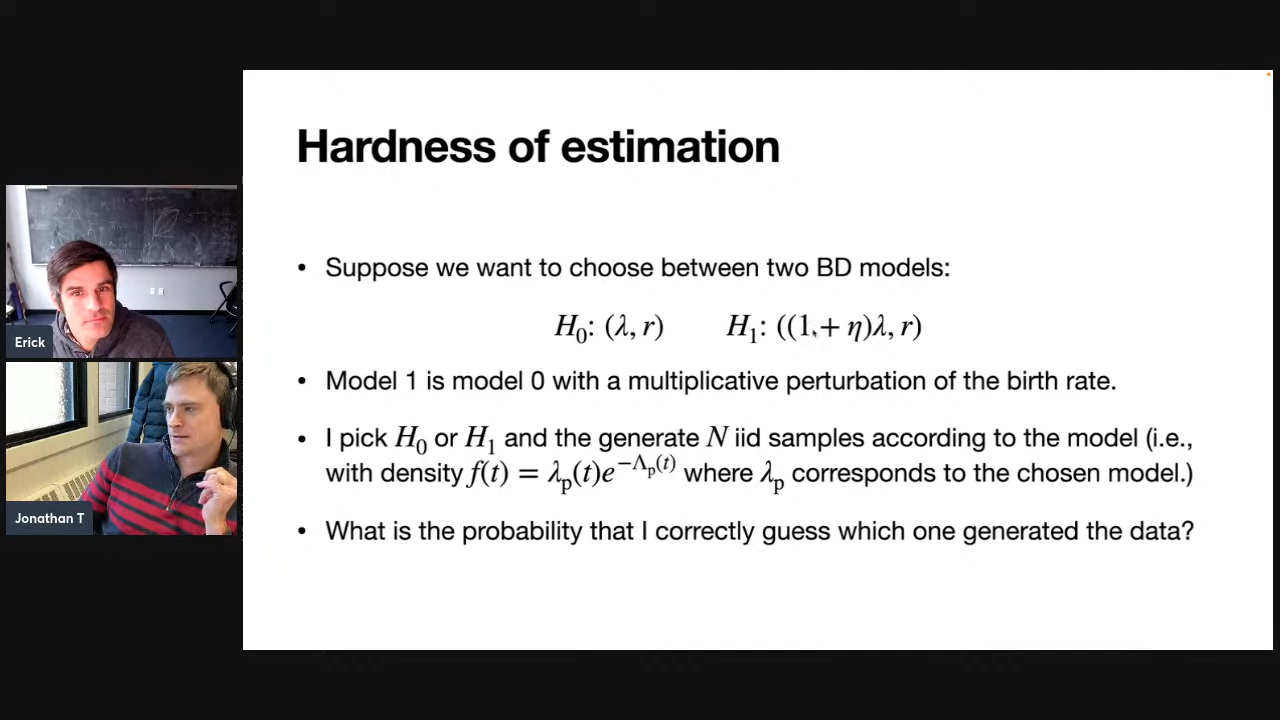 Hardness of estimation
• Suppose we want to choose between two BD models:
H₀: (λ, r) H₁: ((1 + η)λ, r)
• Model 1 is model 0 with a multiplicative perturbation of the birth rate.
• I pick H₀ or H₁ and the generate N iid samples according to the model (i.e.,
with density f(t) = λₚ(t)e^{−Λₚ(t)} where λₚ corresponds to the chosen model.)
• What is the probability that I correctly guess which one generated the data?
Erick
Jonathan T